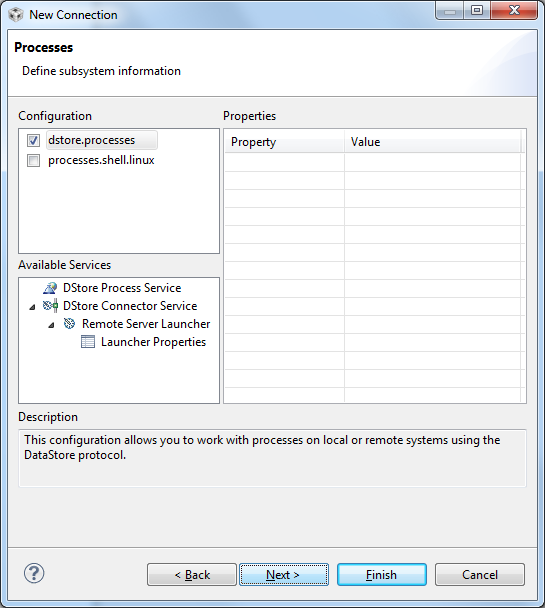 New Connection
Processes
Define subsystem information
Configuration
dstore.processes
processes.shell.linux
Properties
Property Value
Available Services
DStore Process Service
DStore Connector Service
Remote Server Launcher
Launcher Properties
Description
This configuration allows you to work with processes on local or remote systems using the
DataStore protocol.
? < Back Next > Finish Cancel